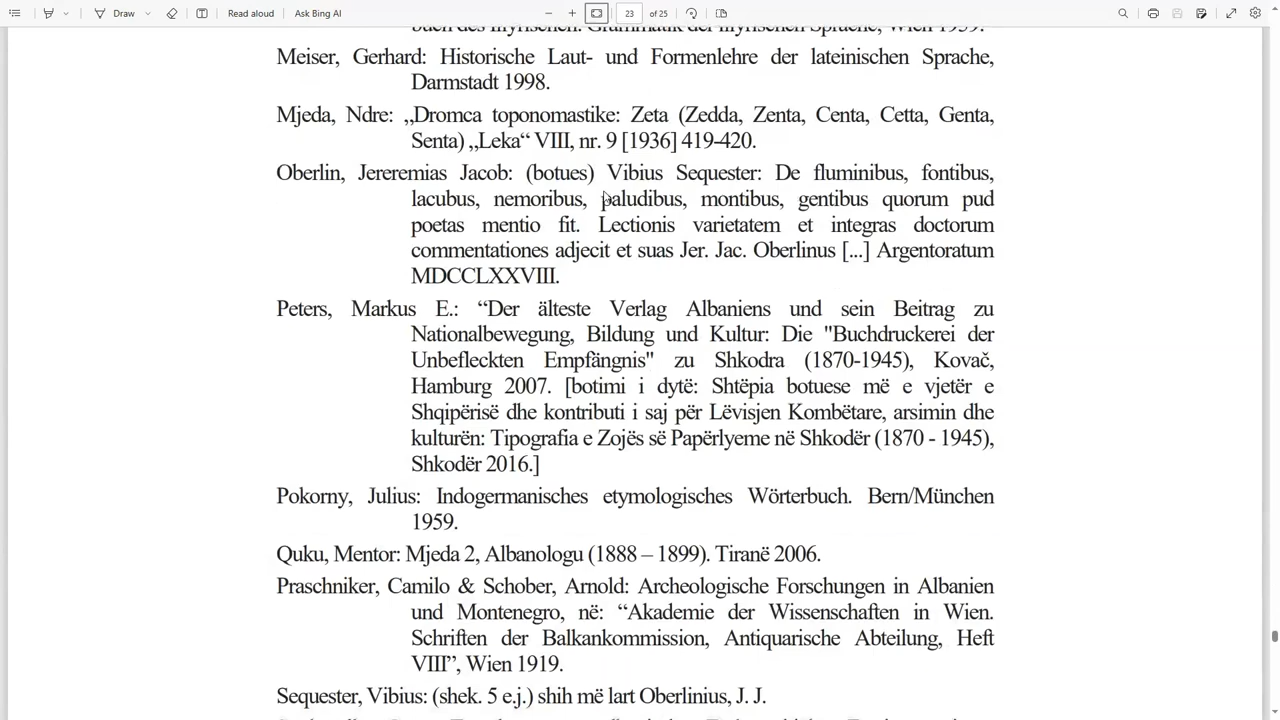 Draw
Read aloud
Ask Bing AI
23
of 25
buch des Illyrischen. Grammatik der illyrischen Sprache, Wien 1959.
Meiser, Gerhard: Historische Laut- und Formenlehre der lateinischen Sprache,
Darmstadt 1998.
Mjeda, Ndre: „Dromca toponomastike: Zeta (Zedda, Zenta, Centa, Cetta, Genta,
Senta) „Leka“ VIII, nr. 9 [1936] 419-420.
Oberlin, Jereremias Jacob: (botues) Vibius Sequester: De fluminibus, fontibus,
lacubus, nemoribus, paludibus, montibus, gentibus quorum pud
poetas mentio fit. Lectionis varietatem et integras doctorum
commentationes adjecit et suas Jer. Jac. Oberlinus [...] Argentoratum
MDCCLXXVIII.
Peters, Markus E.: “Der älteste Verlag Albaniens und sein Beitrag zu
Nationalbewegung, Bildung und Kultur: Die "Buchdruckerei der
Unbefleckten Empfängnis" zu Shkodra (1870-1945), Kovač,
Hamburg 2007. [botimi i dytë: Shtëpia botuese më e vjetër e
Shqipërisë dhe kontributi i saj për Lëvisjen Kombëtare, arsimin dhe
kulturën: Tipografia e Zojës së Papërlyeme në Shkodër (1870 - 1945),
Shkodër 2016.]
Pokorny, Julius: Indogermanisches etymologisches Wörterbuch. Bern/München
1959.
Quku, Mentor: Mjeda 2, Albanologu (1888 – 1899). Tiranë 2006.
Praschniker, Camilo & Schober, Arnold: Archeologische Forschungen in Albanien
und Montenegro, në: “Akademie der Wissenschaften in Wien.
Schriften der Balkankommission, Antiquarische Abteilung, Heft
VIII”, Wien 1919.
Sequester, Vibius: (shek. 5 e.j.) shih më lart Oberlinius, J. J.